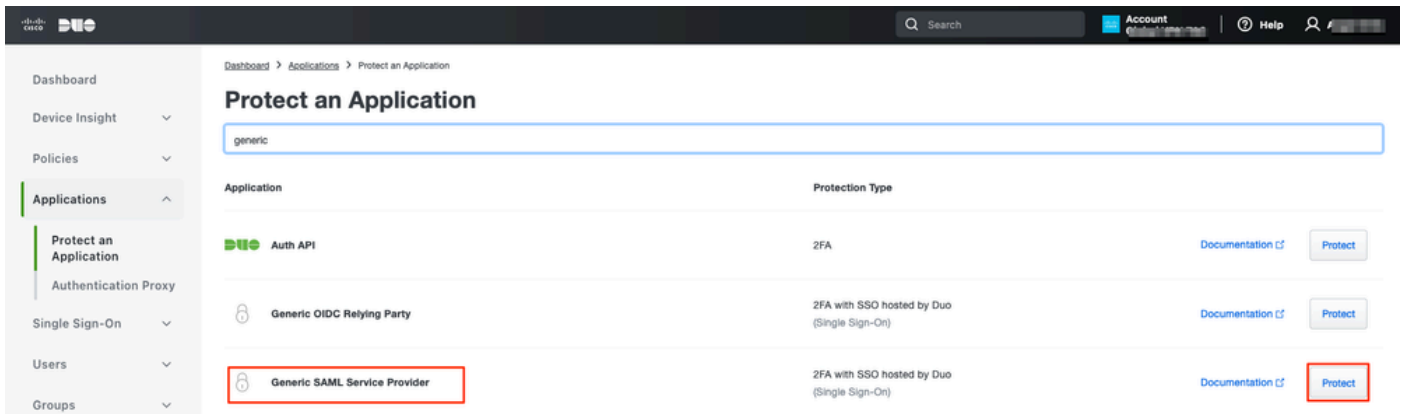 cisco DUO
Search
Account
Help
Dashboard
Device Insight
Policies
Applications
Protect an
Application
Authentication Proxy
Single Sign-On
Users
Groups
Dashboard > Applications > Protect an Application
Protect an Application
generic
Application Protection Type
DUO Auth API 2FA Documentation Protect
Generic OIDC Relying Party 2FA with SSO hosted by Duo
(Single Sign-On) Documentation Protect
Generic SAML Service Provider 2FA with SSO hosted by Duo
(Single Sign-On) Documentation Protect